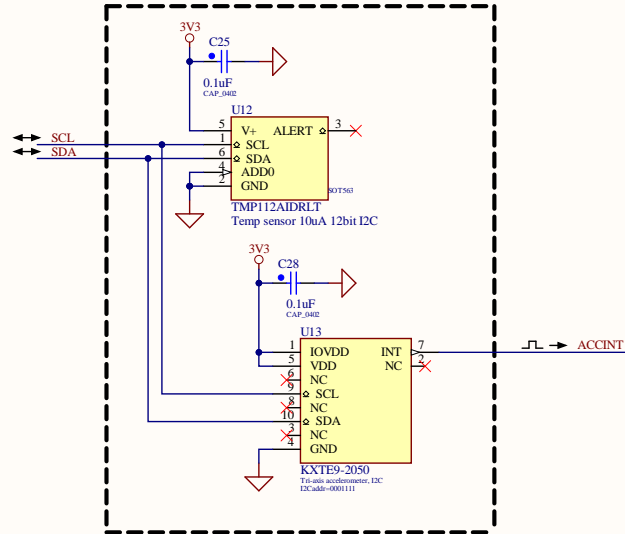 3V3
C25
0.1uF
CAP_0402
U12
5 V+ ALERT 3
SCL 1 SCL
SDA 6 SDA
4 ADD0
2 GND
SOT563
TMP112AIDRLT
Temp sensor 10uA 12bit I2C
3V3
C28
0.1uF
CAP_0402
U13
1 IOVDD INT 7 ACCINT
5 VDD NC 2
6 NC
9 SCL
8 NC
10 SDA
3 NC
4 GND
KXTE9-2050
Tri-axis accelerometer, I2C
I2Caddr=0001111